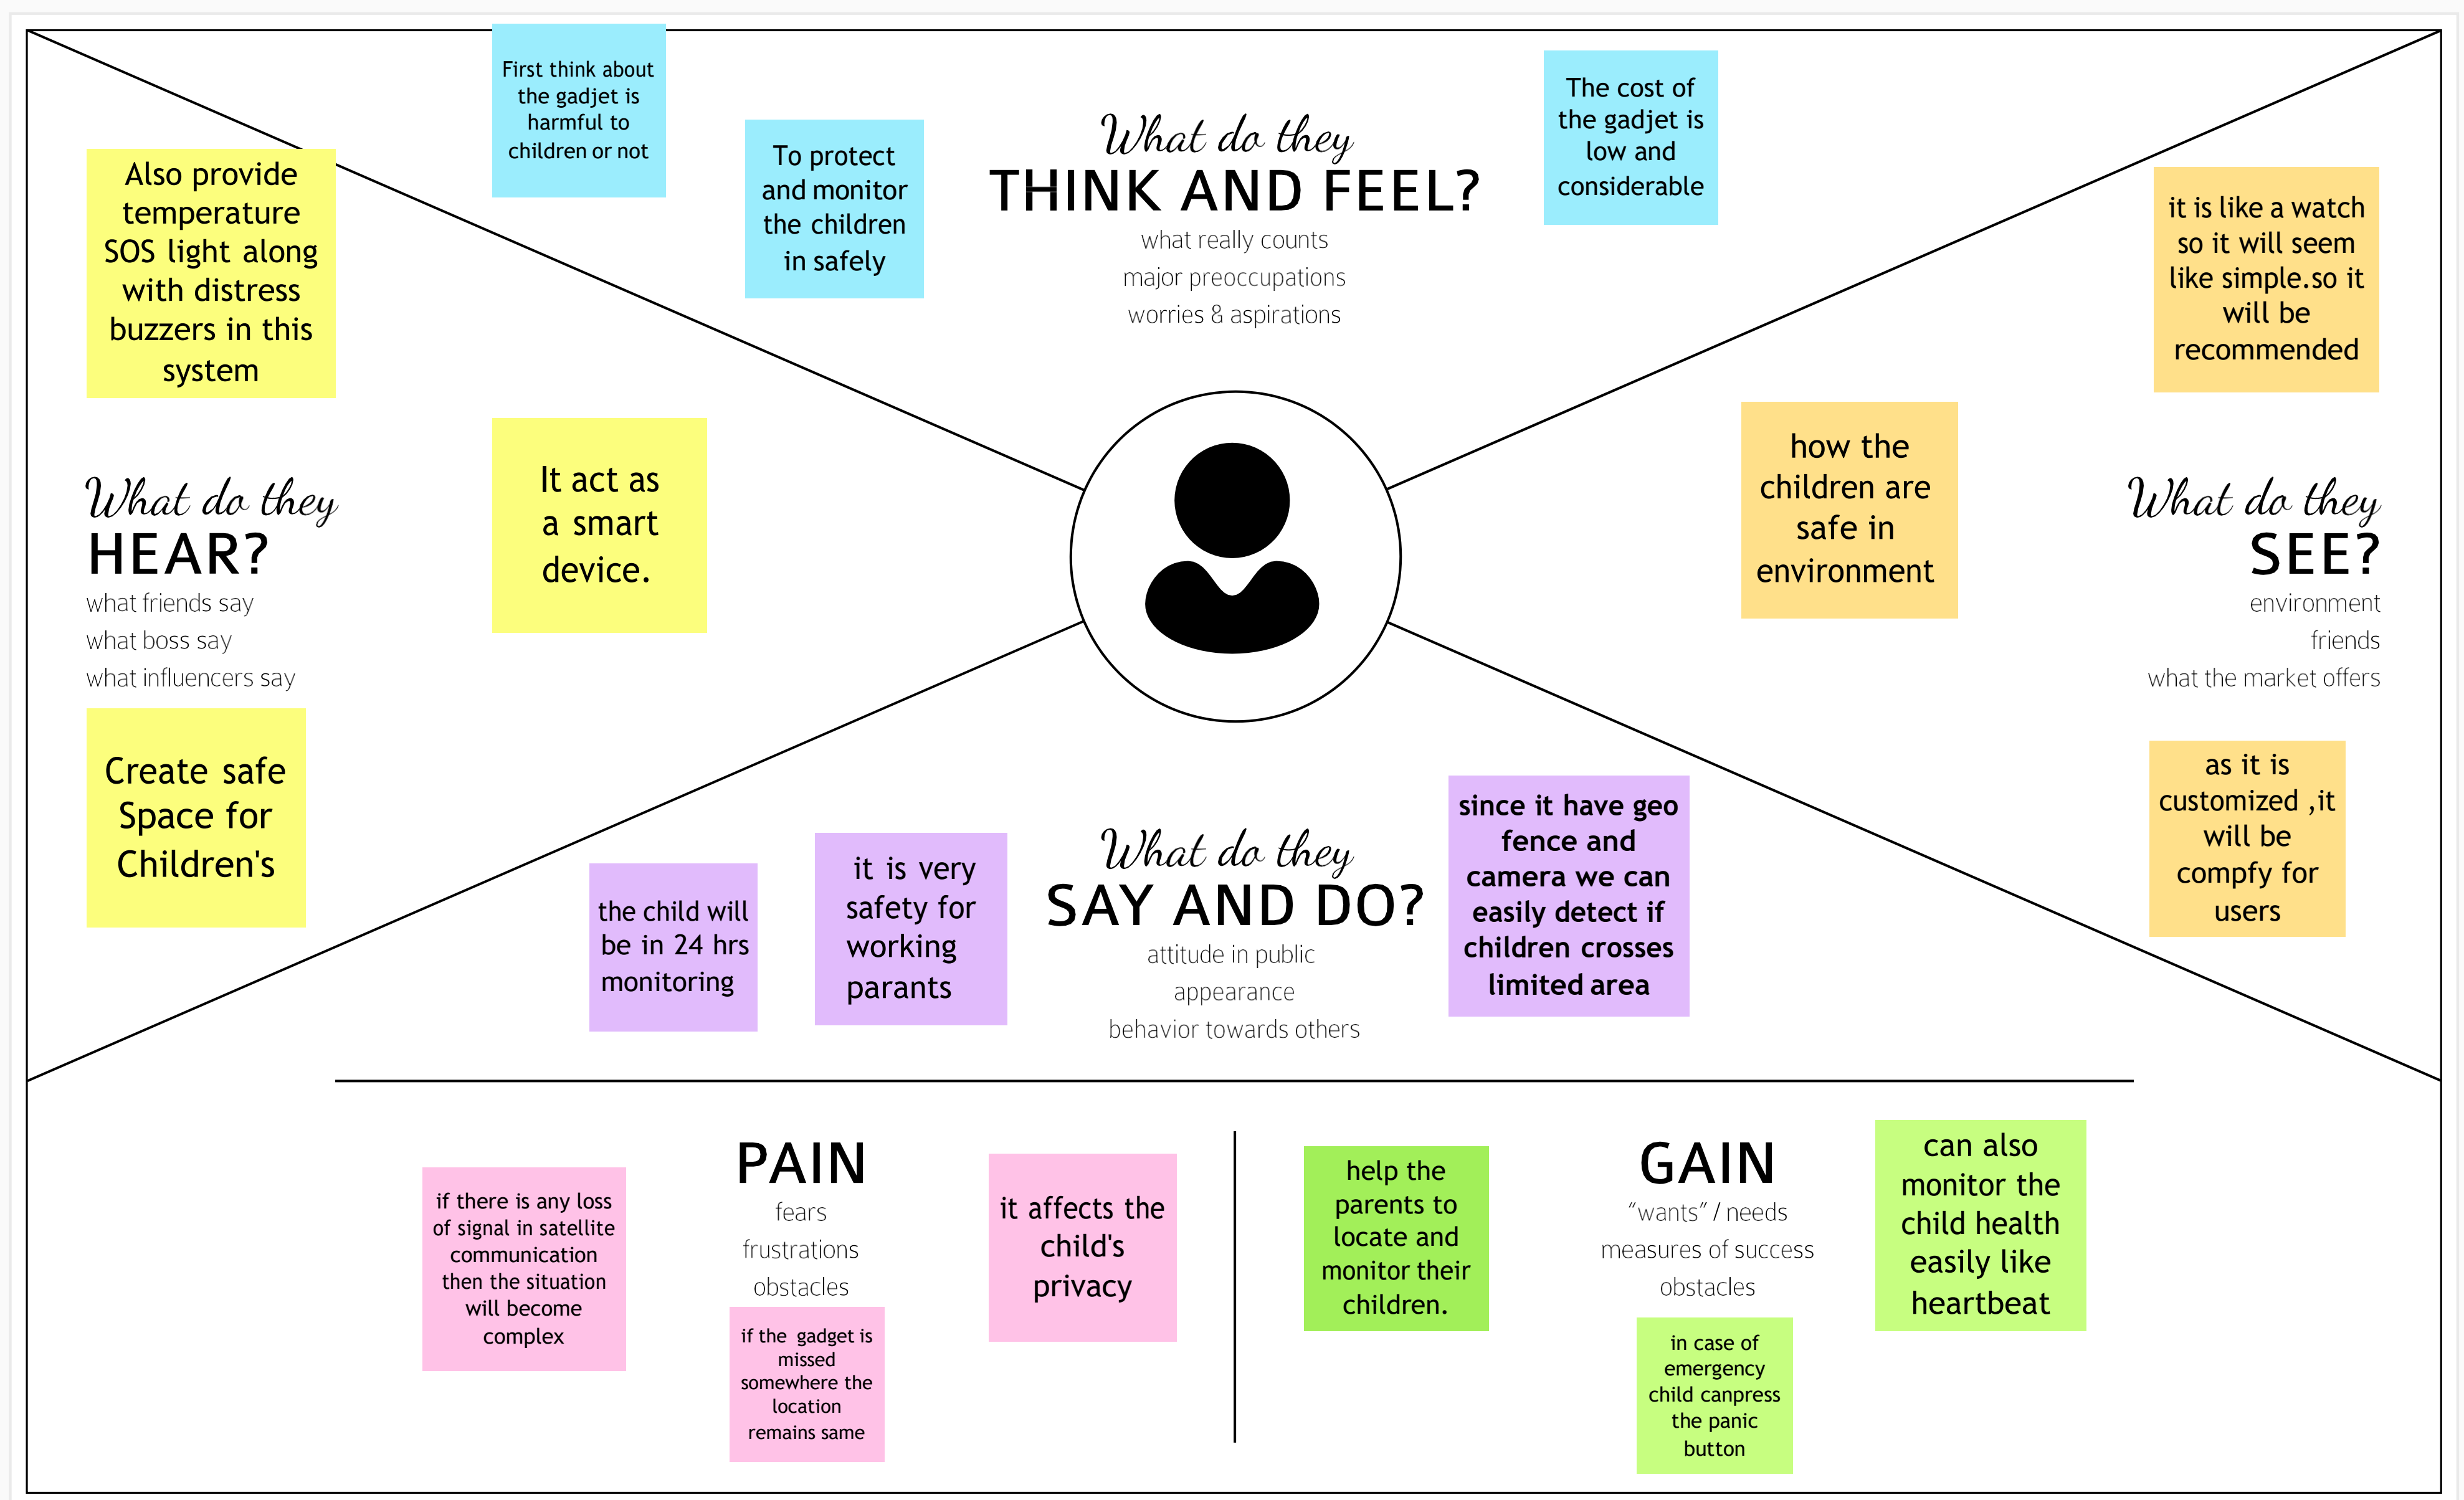 First think about
the gadjet is
harmful to
children or not
To protect
and monitor
the children
in safely
What do they
THINK AND FEEL?
what really counts
major preoccupations
worries & aspirations
The cost of
the gadjet is
low and
considerable
Also provide
temperature
SOS light along
with distress
buzzers in this
system
It act as
a smart
device.
What do they
HEAR?
what friends say
what boss say
what influencers say
Create safe
Space for
Children's
it is like a watch
so it will seem
like simple.so it
will be
recommended
how the
children are
safe in
environment
What do they
SEE?
environment
friends
what the market offers
as it is
customized ,it
will be
compfy for
users
the child will
be in 24 hrs
monitoring
it is very
safety for
working
parants
What do they
SAY AND DO?
attitude in public
appearance
behavior towards others
since it have geo
fence and
camera we can
easily detect if
children crosses
limited area
if there is any loss
of signal in satellite
communication
then the situation
will become
complex
PAIN
fears
frustrations
obstacles
if the gadget is
missed
somewhere the
location
remains same
it affects the
child's
privacy
help the
parents to
locate and
monitor their
children.
GAIN
“wants” / needs
measures of success
obstacles
in case of
emergency
child canpress
the panic
button
can also
monitor the
child health
easily like
heartbeat